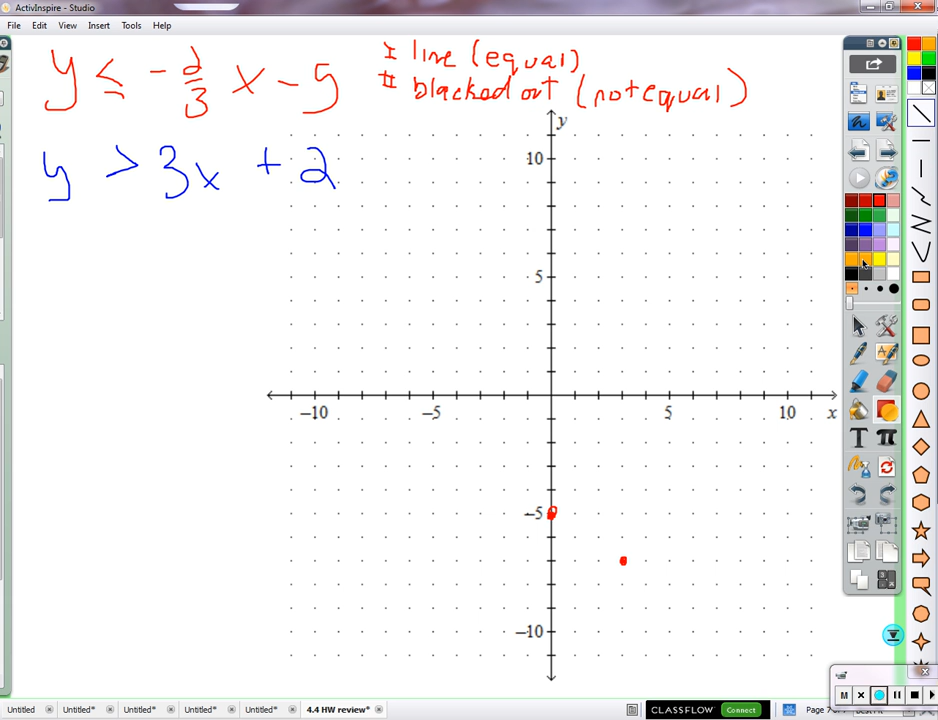 ActivInspire - Studio
File Edit View Insert Tools Help
y ≤ -2/3 x - 5
I line (equal)
II blacked out (not equal)
y > 3x + 2
y
10
5
-10 -5 5 10 x
-5
-10
T π
M
Untitled Untitled* Untitled* Untitled* Untitled* 4.4 HW review* CLASSFLOW Connect